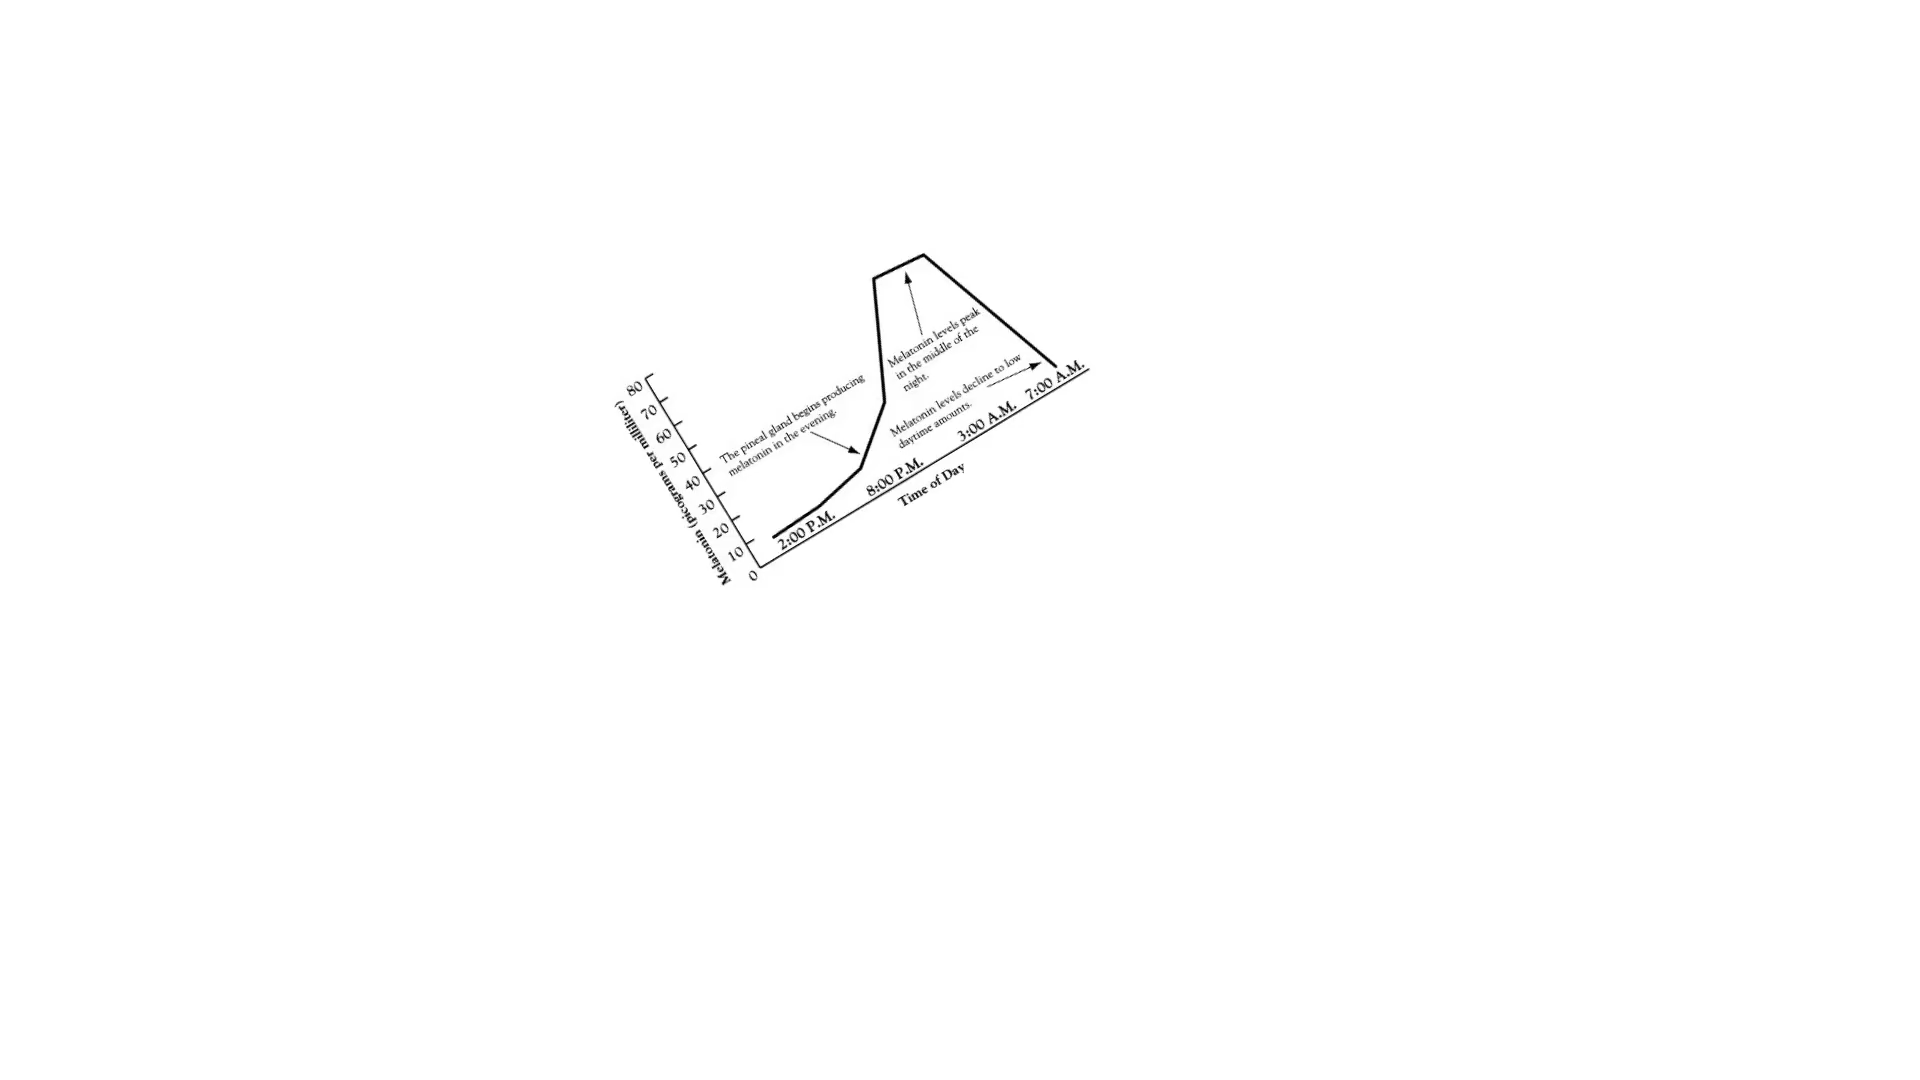 80
70
60
50
40
30
20
10
0
Melatonin (picograms per milliliter)
The pineal gland begins producing
melatonin in the evening.
Melatonin levels peak
in the middle of the
night.
Melatonin levels decline to low
daytime amounts.
2:00 P.M.
8:00 P.M.
3:00 A.M.
7:00 A.M.
Time of Day